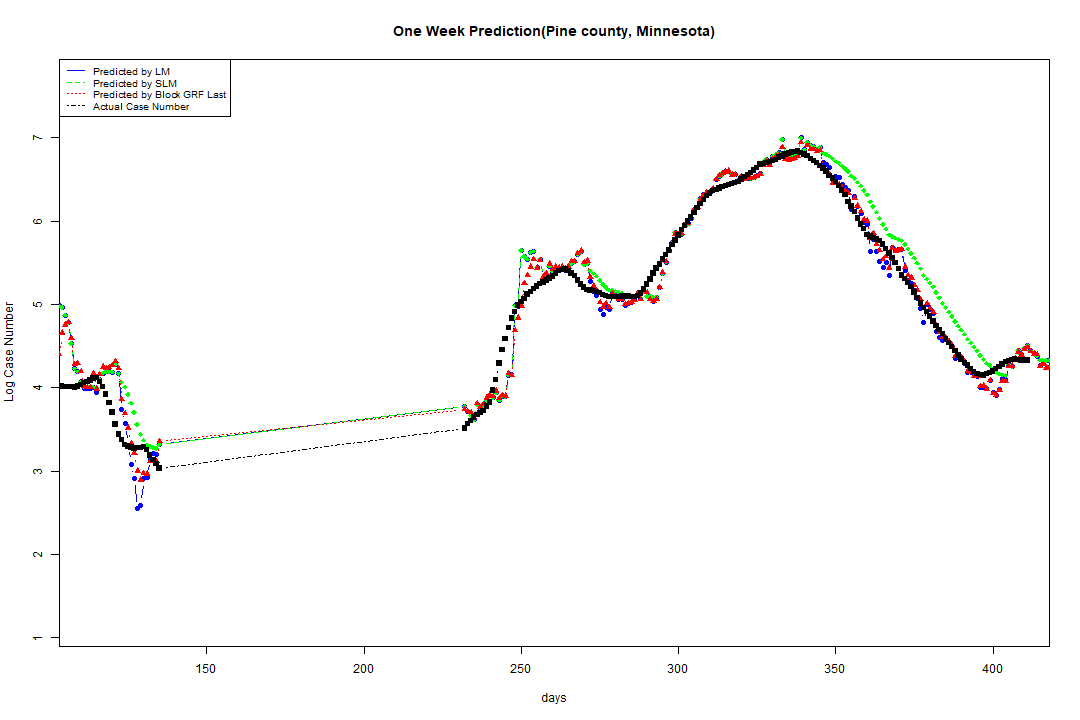 One Week Prediction(Pine county, Minnesota)
Predicted by LM
Predicted by SLM
Predicted by Block GRF Last
Actual Case Number
Log Case Number
7
6
5
4
3
2
1
150 200 250 300 350 400
days